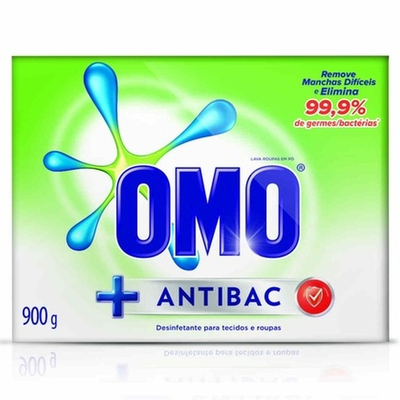 Remove
Manchas Difíceis
e Elimina
99,9%
de germes/bactérias*
LAVA ROUPAS EM PÓ
OMO®
+ ANTIBAC
900 g
Desinfetante para tecidos e roupas